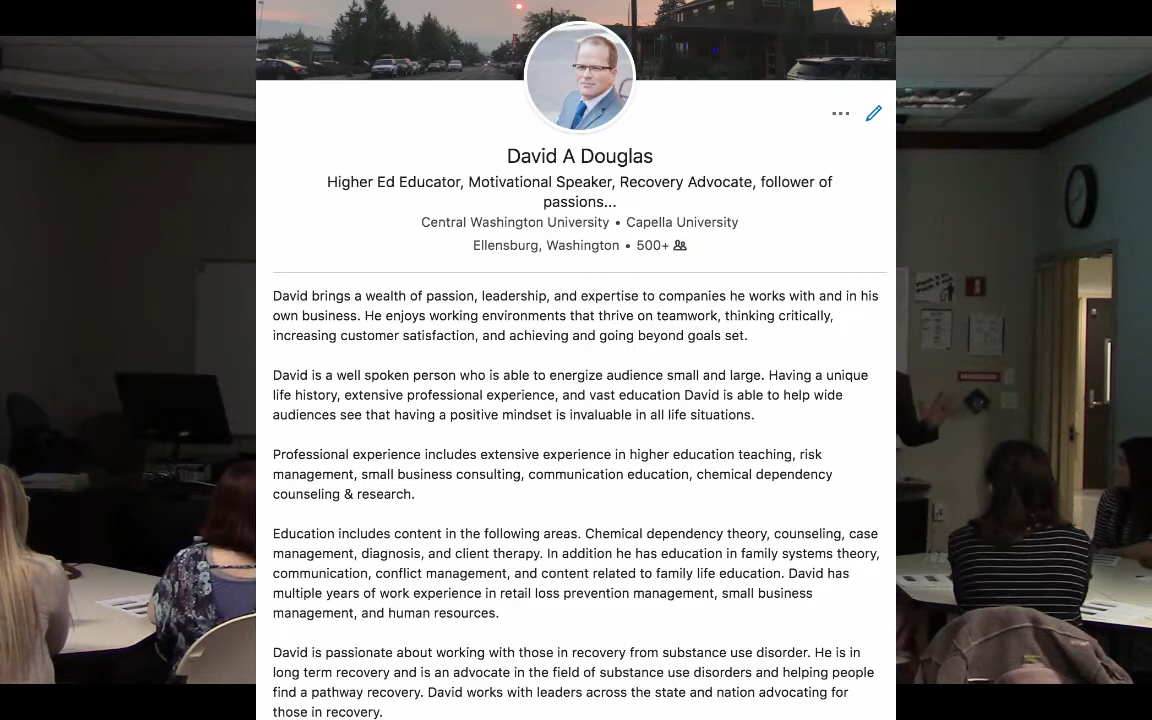 David A Douglas
Higher Ed Educator, Motivational Speaker, Recovery Advocate, follower of
passions...
Central Washington University • Capella University
Ellensburg, Washington • 500+
David brings a wealth of passion, leadership, and expertise to companies he works with and in his
own business. He enjoys working environments that thrive on teamwork, thinking critically,
increasing customer satisfaction, and achieving and going beyond goals set.
David is a well spoken person who is able to energize audience small and large. Having a unique
life history, extensive professional experience, and vast education David is able to help wide
audiences see that having a positive mindset is invaluable in all life situations.
Professional experience includes extensive experience in higher education teaching, risk
management, small business consulting, communication education, chemical dependency
counseling & research.
Education includes content in the following areas. Chemical dependency theory, counseling, case
management, diagnosis, and client therapy. In addition he has education in family systems theory,
communication, conflict management, and content related to family life education. David has
multiple years of work experience in retail loss prevention management, small business
management, and human resources.
David is passionate about working with those in recovery from substance use disorder. He is in
long term recovery and is an advocate in the field of substance use disorders and helping people
find a pathway recovery. David works with leaders across the state and nation advocating for
those in recovery.